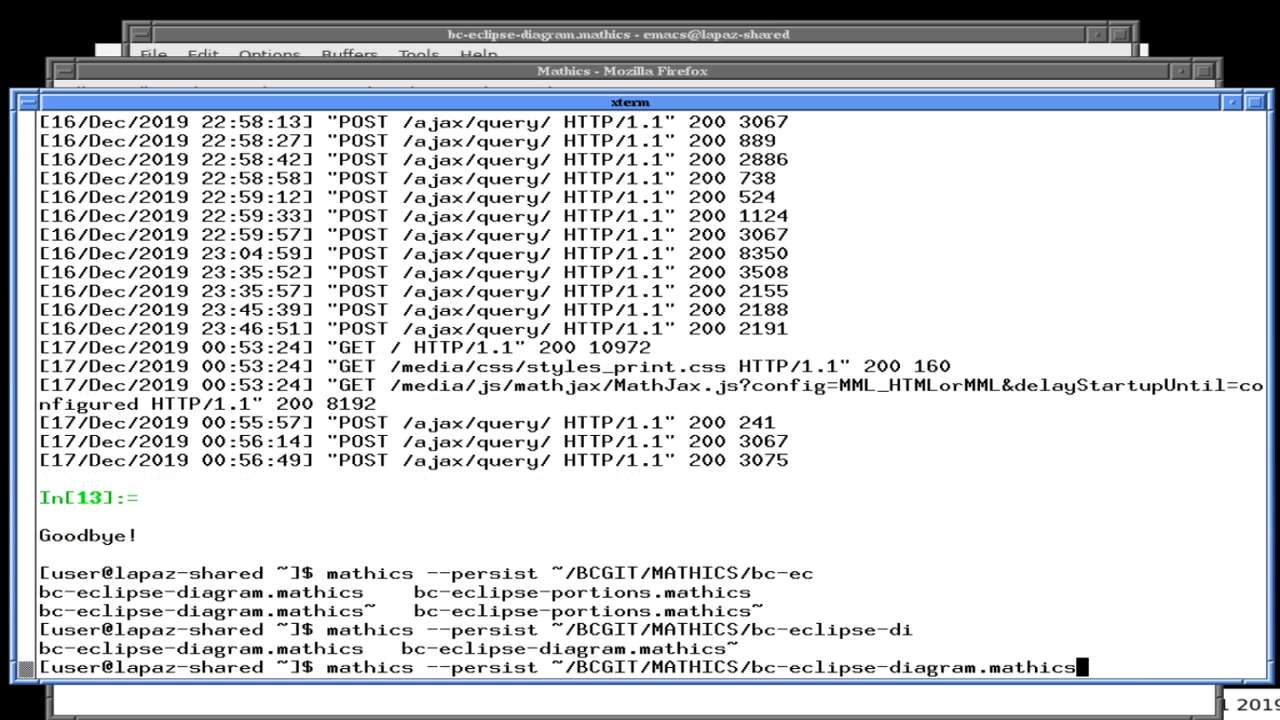 bc-eclipse-diagram.mathics - emacs@lapaz-shared
File Edit Options Buffers Tools Help
Mathics - Mozilla Firefox
xterm
[16/Dec/2019 22:58:13] "POST /ajax/query/ HTTP/1.1" 200 3067
[16/Dec/2019 22:58:27] "POST /ajax/query/ HTTP/1.1" 200 889
[16/Dec/2019 22:58:42] "POST /ajax/query/ HTTP/1.1" 200 2886
[16/Dec/2019 22:58:58] "POST /ajax/query/ HTTP/1.1" 200 738
[16/Dec/2019 22:59:12] "POST /ajax/query/ HTTP/1.1" 200 524
[16/Dec/2019 22:59:33] "POST /ajax/query/ HTTP/1.1" 200 1124
[16/Dec/2019 22:59:57] "POST /ajax/query/ HTTP/1.1" 200 3067
[16/Dec/2019 23:04:59] "POST /ajax/query/ HTTP/1.1" 200 8350
[16/Dec/2019 23:35:52] "POST /ajax/query/ HTTP/1.1" 200 3508
[16/Dec/2019 23:35:57] "POST /ajax/query/ HTTP/1.1" 200 2155
[16/Dec/2019 23:45:39] "POST /ajax/query/ HTTP/1.1" 200 2188
[16/Dec/2019 23:46:51] "POST /ajax/query/ HTTP/1.1" 200 2191
[17/Dec/2019 00:53:24] "GET / HTTP/1.1" 200 10972
[17/Dec/2019 00:53:24] "GET /media/css/styles_print.css HTTP/1.1" 200 160
[17/Dec/2019 00:53:24] "GET /media/js/mathjax/MathJax.js?config=MML_HTMLorMML&delayStartupUntil=co
nfigured HTTP/1.1" 200 8192
[17/Dec/2019 00:55:57] "POST /ajax/query/ HTTP/1.1" 200 241
[17/Dec/2019 00:56:14] "POST /ajax/query/ HTTP/1.1" 200 3067
[17/Dec/2019 00:56:49] "POST /ajax/query/ HTTP/1.1" 200 3075
In[13]:=
Goodbye!
[user@lapaz-shared ~]$ mathics --persist ~/BCGIT/MATHICS/bc-ec
bc-eclipse-diagram.mathics bc-eclipse-portions.mathics
bc-eclipse-diagram.mathics~ bc-eclipse-portions.mathics~
[user@lapaz-shared ~]$ mathics --persist ~/BCGIT/MATHICS/bc-eclipse-di
bc-eclipse-diagram.mathics bc-eclipse-diagram.mathics~
[user@lapaz-shared ~]$ mathics --persist ~/BCGIT/MATHICS/bc-eclipse-diagram.mathics
2019